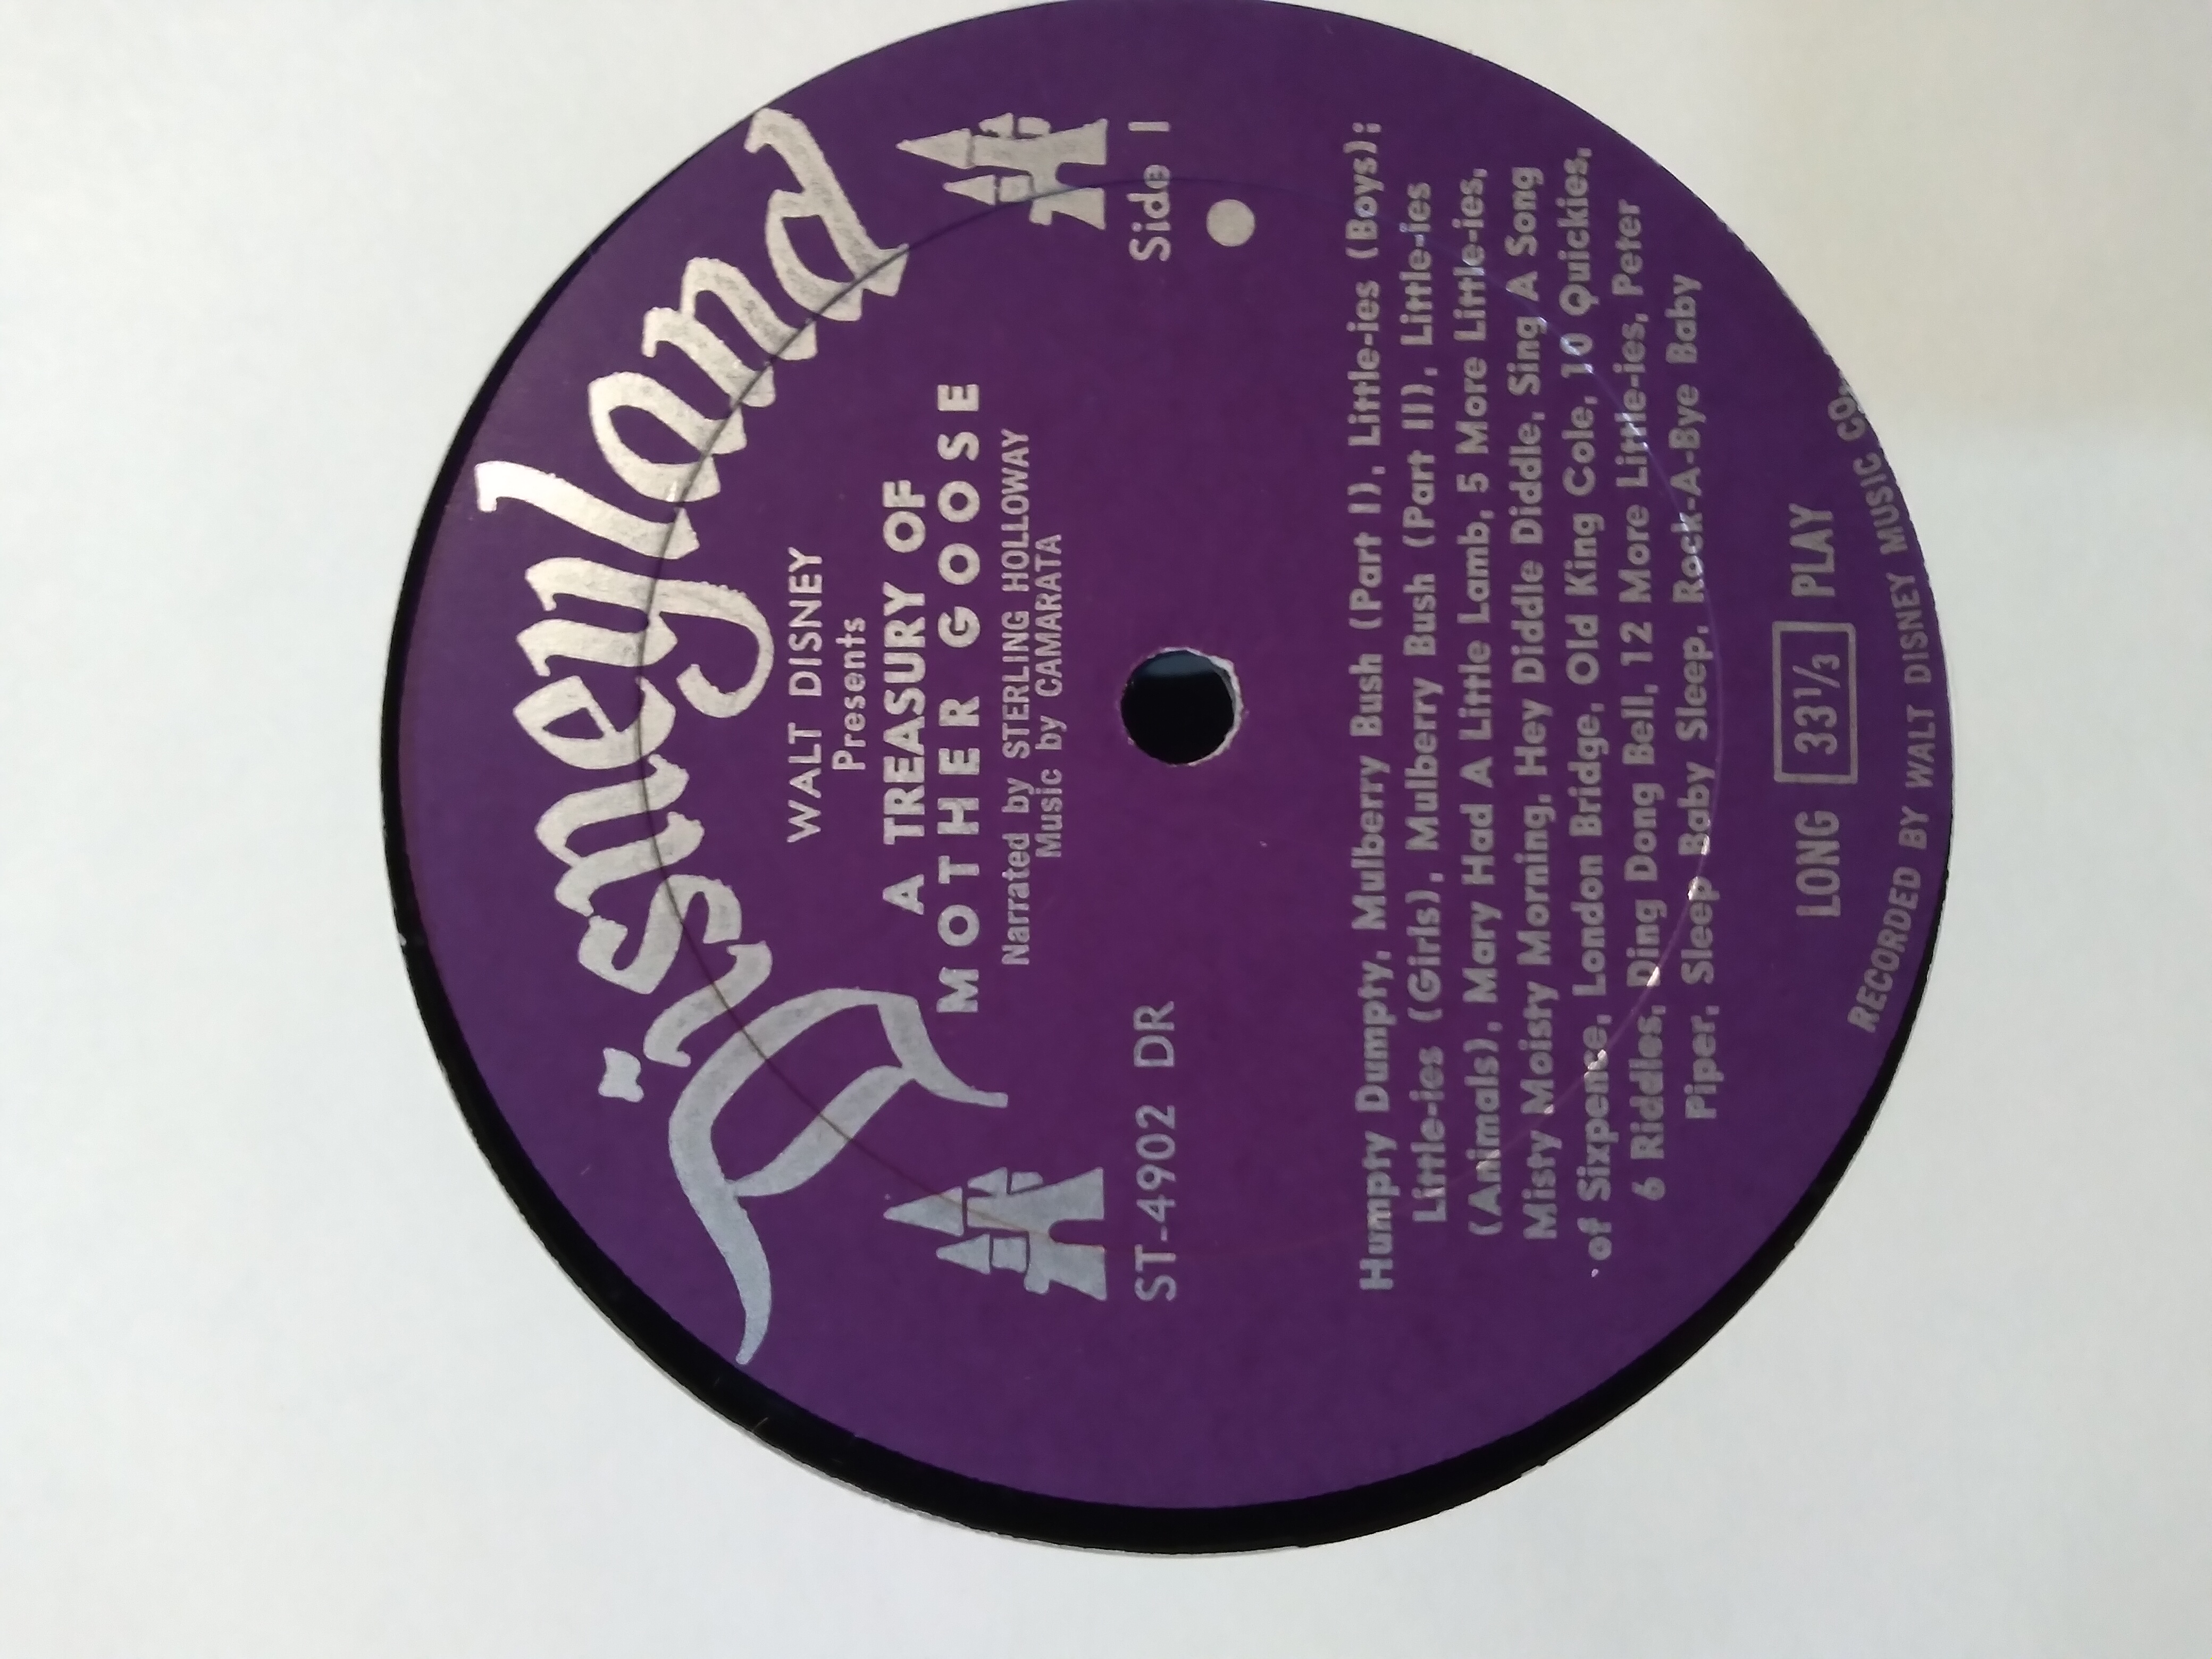 Disneyland
WALT DISNEY
Presents
A TREASURY OF
MOTHER GOOSE
Narrated by STERLING HOLLOWAY
Music by CAMARATA
ST-4902 DR
Side 1
Humpty Dumpty, Mulberry Bush (Part I), Little-ies (Boys);
Little-ies (Girls), Mulberry Bush (Part II), Little-ies
(Animals), Mary Had A Little Lamb, 5 More Little-ies,
Misty Moisty Morning, Hey Diddle Diddle, Sing A Song
of Sixpence, London Bridge, Old King Cole, 10 Quickies,
6 Riddles, Ding Dong Bell, 12 More Little-ies, Peter
Piper, Sleep Baby Sleep, Rock-A-Bye Baby
LONG 33⅓ PLAY
RECORDED BY WALT DISNEY MUSIC CO.